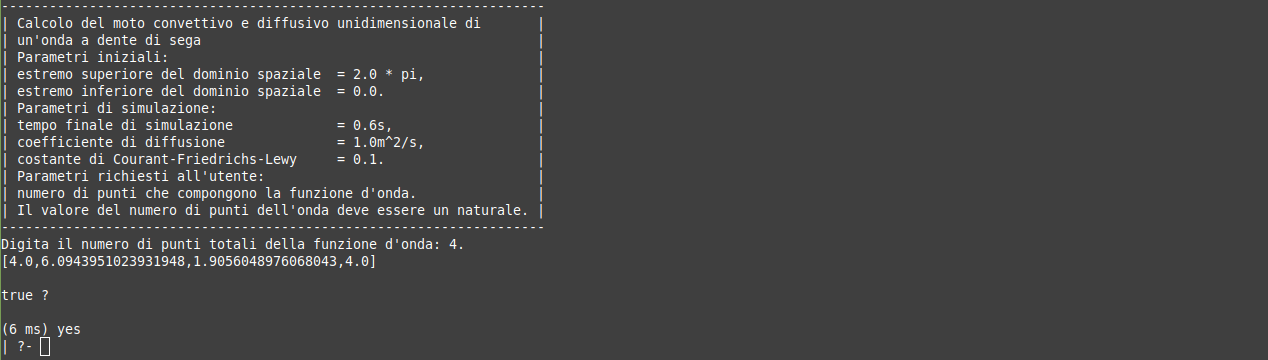 --------------------------------------------------------------------
| Calcolo del moto convettivo e diffusivo unidimensionale di       |
| un'onda a dente di sega                                          |
| Parametri iniziali:                                              |
| estremo superiore del dominio spaziale  = 2.0 * pi,              |
| estremo inferiore del dominio spaziale  = 0.0.                   |
| Parametri di simulazione:                                        |
| tempo finale di simulazione             = 0.6s,                  |
| coefficiente di diffusione              = 1.0m^2/s,              |
| costante di Courant-Friedrichs-Lewy     = 0.1.                   |
| Parametri richiesti all'utente:                                  |
| numero di punti che compongono la funzione d'onda.               |
| Il valore del numero di punti dell'onda deve essere un naturale. |
--------------------------------------------------------------------
Digita il numero di punti totali della funzione d'onda: 4.
[4.0,6.0943951023931948,1.9056048976068043,4.0]
true ?
(6 ms) yes
| ?-